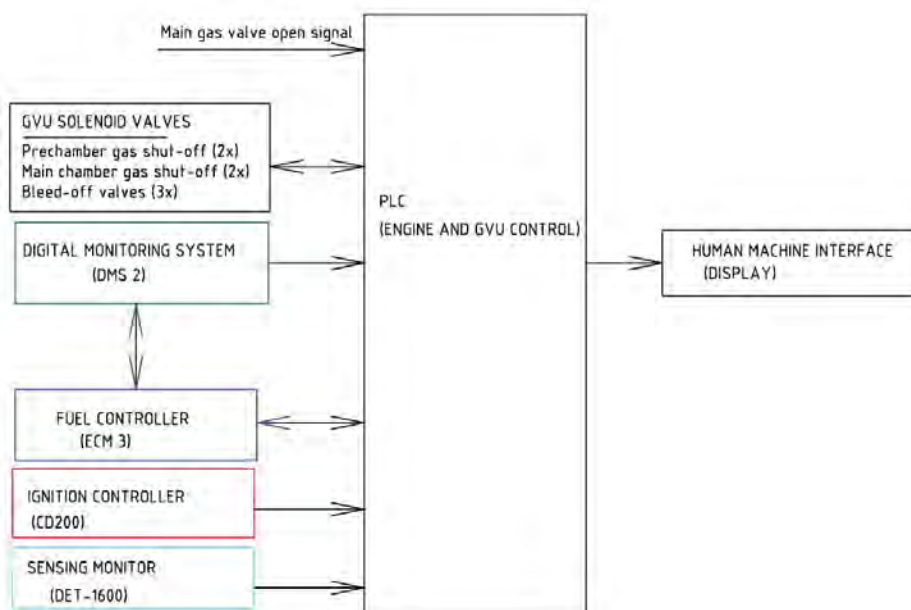 Main gas valve open signal
GVU SOLENOID VALVES
Prechamber gas shut-off (2x)
Main chamber gas shut-off (2x)
Bleed-off valves (3x)
PLC
(ENGINE AND GVU CONTROL)
DIGITAL MONITORING SYSTEM
(DMS 2)
HUMAN MACHINE INTERFACE
(DISPLAY)
FUEL CONTROLLER
(ECM 3)
IGNITION CONTROLLER
(CD200)
SENSING MONITOR
(DET-1600)